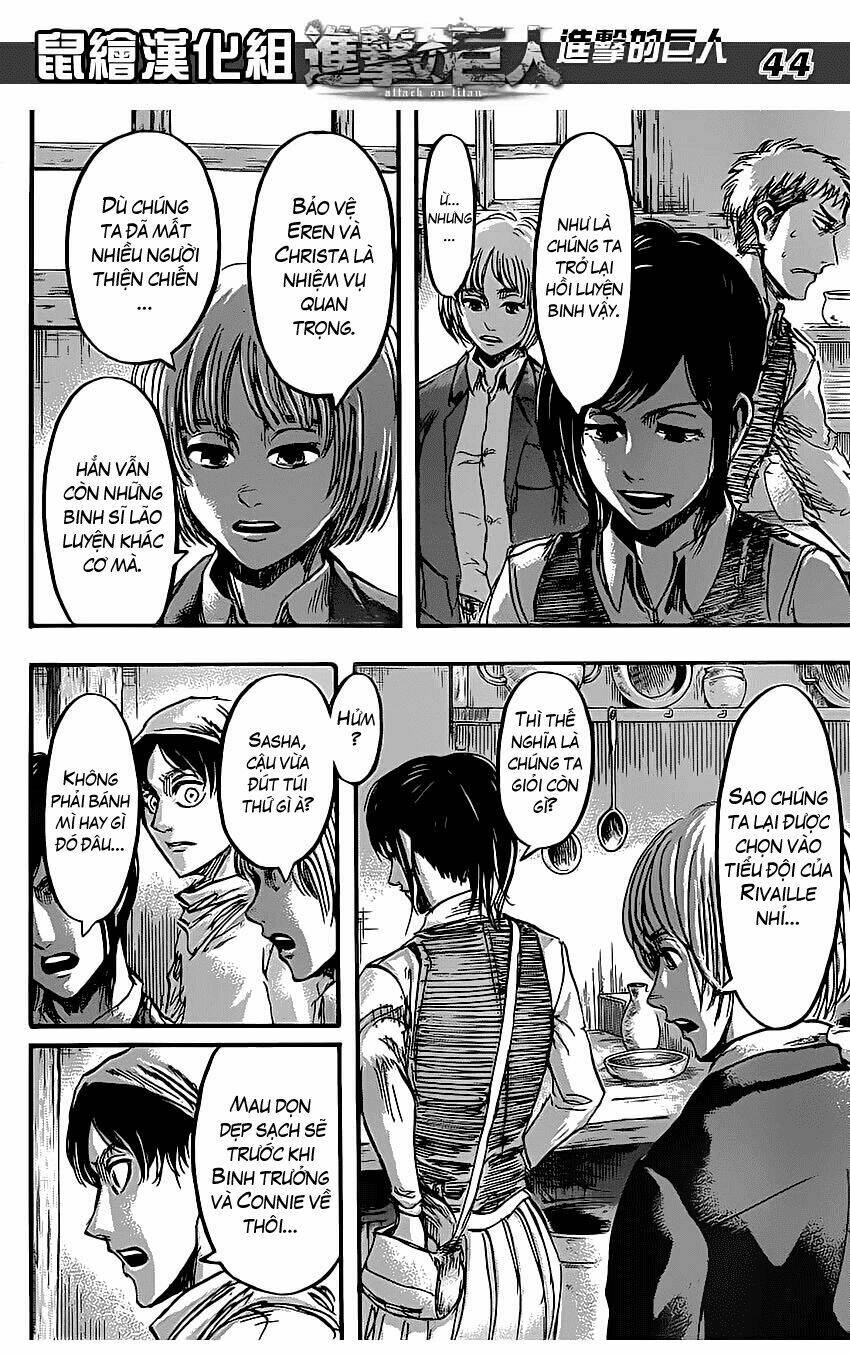 鼠繪漢化組
進撃の巨人
attack on titan
進擊的巨人
44
NHƯ LÀ
CHÚNG TA
TRỞ LẠI
HỒI LUYỆN
BINH VẬY.
Ừ...
NHƯNG
...
BẢO VỆ
EREN VÀ
CHRISTA LÀ
NHIỆM VỤ
QUAN
TRỌNG.
DÙ CHÚNG
TA ĐÃ MẤT
NHIỀU NGƯỜI
THIỆN CHIẾN
...
HẮN VẪN
CÒN NHỮNG
BINH SĨ LÃO
LUYỆN KHÁC
CƠ MÀ.
SAO CHÚNG
TA LẠI ĐƯỢC
CHỌN VÀO
TIỂU ĐỘI CỦA
RIVAILLE
NHỈ...
THÌ THẾ
NGHĨA LÀ
CHÚNG TA
GIỎI CÒN
GÌ?
HỬM
?
SASHA,
CẬU VỪA
ĐÚT TÚI
THỨ GÌ À?
KHÔNG
PHẢI BÁNH
MÌ HAY GÌ
ĐÓ ĐÂU...
MAU DỌN
DẸP SẠCH SẼ
TRƯỚC KHI
BINH TRƯỞNG
VÀ CONNIE VỀ
THÔI...